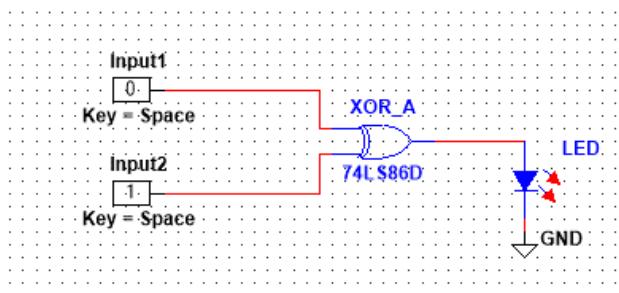 Input1
0
Key = Space
XOR_A
LED
Input2
74LS86D
1
Key = Space
GND